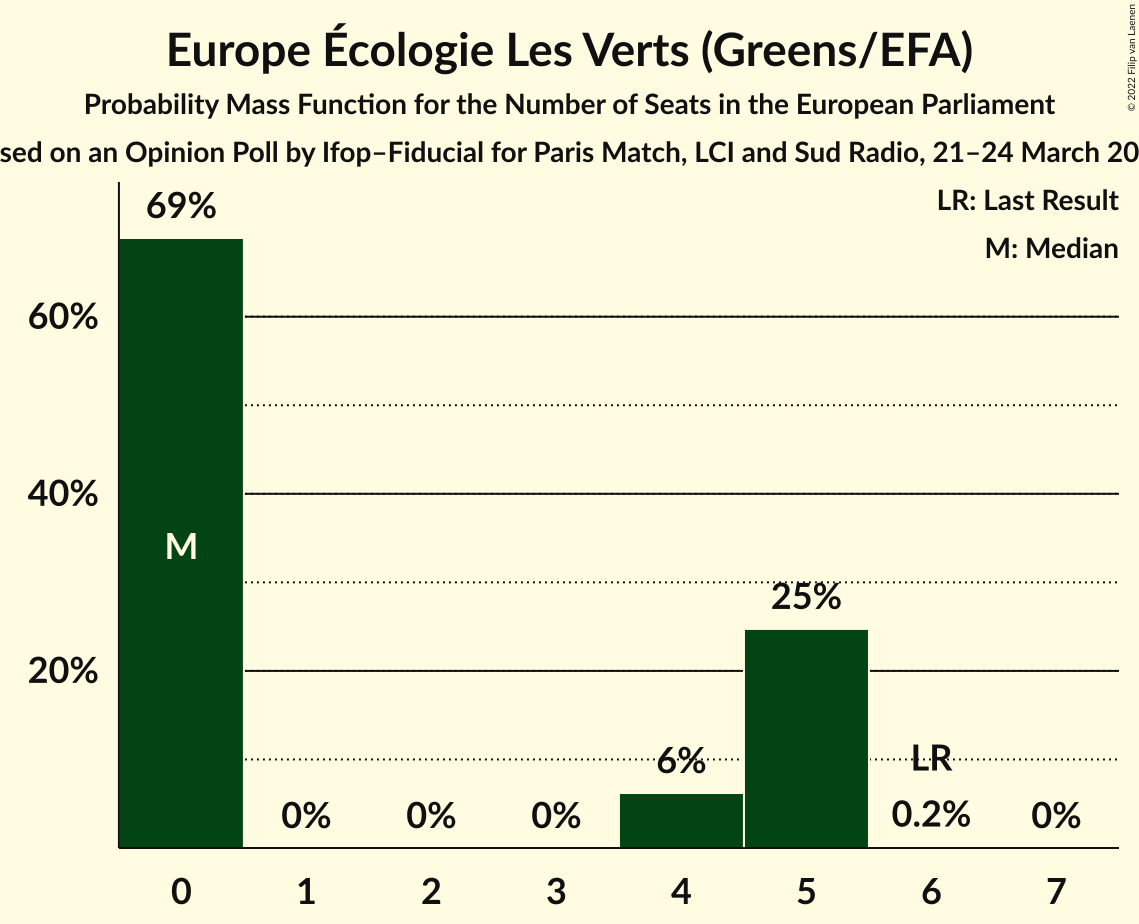 Europe Écologie Les Verts (Greens/EFA)
Probability Mass Function for the Number of Seats in the European Parliament
sed on an Opinion Poll by Ifop–Fiducial for Paris Match, LCI and Sud Radio, 21–24 March 20
© 2022 Filip van Laenen
LR: Last Result
M: Median
69%
60%
40%
M
25%
20%
6%
LR
0%
0%
0%
0.2%
0%
0 1 2 3 4 5 6 7